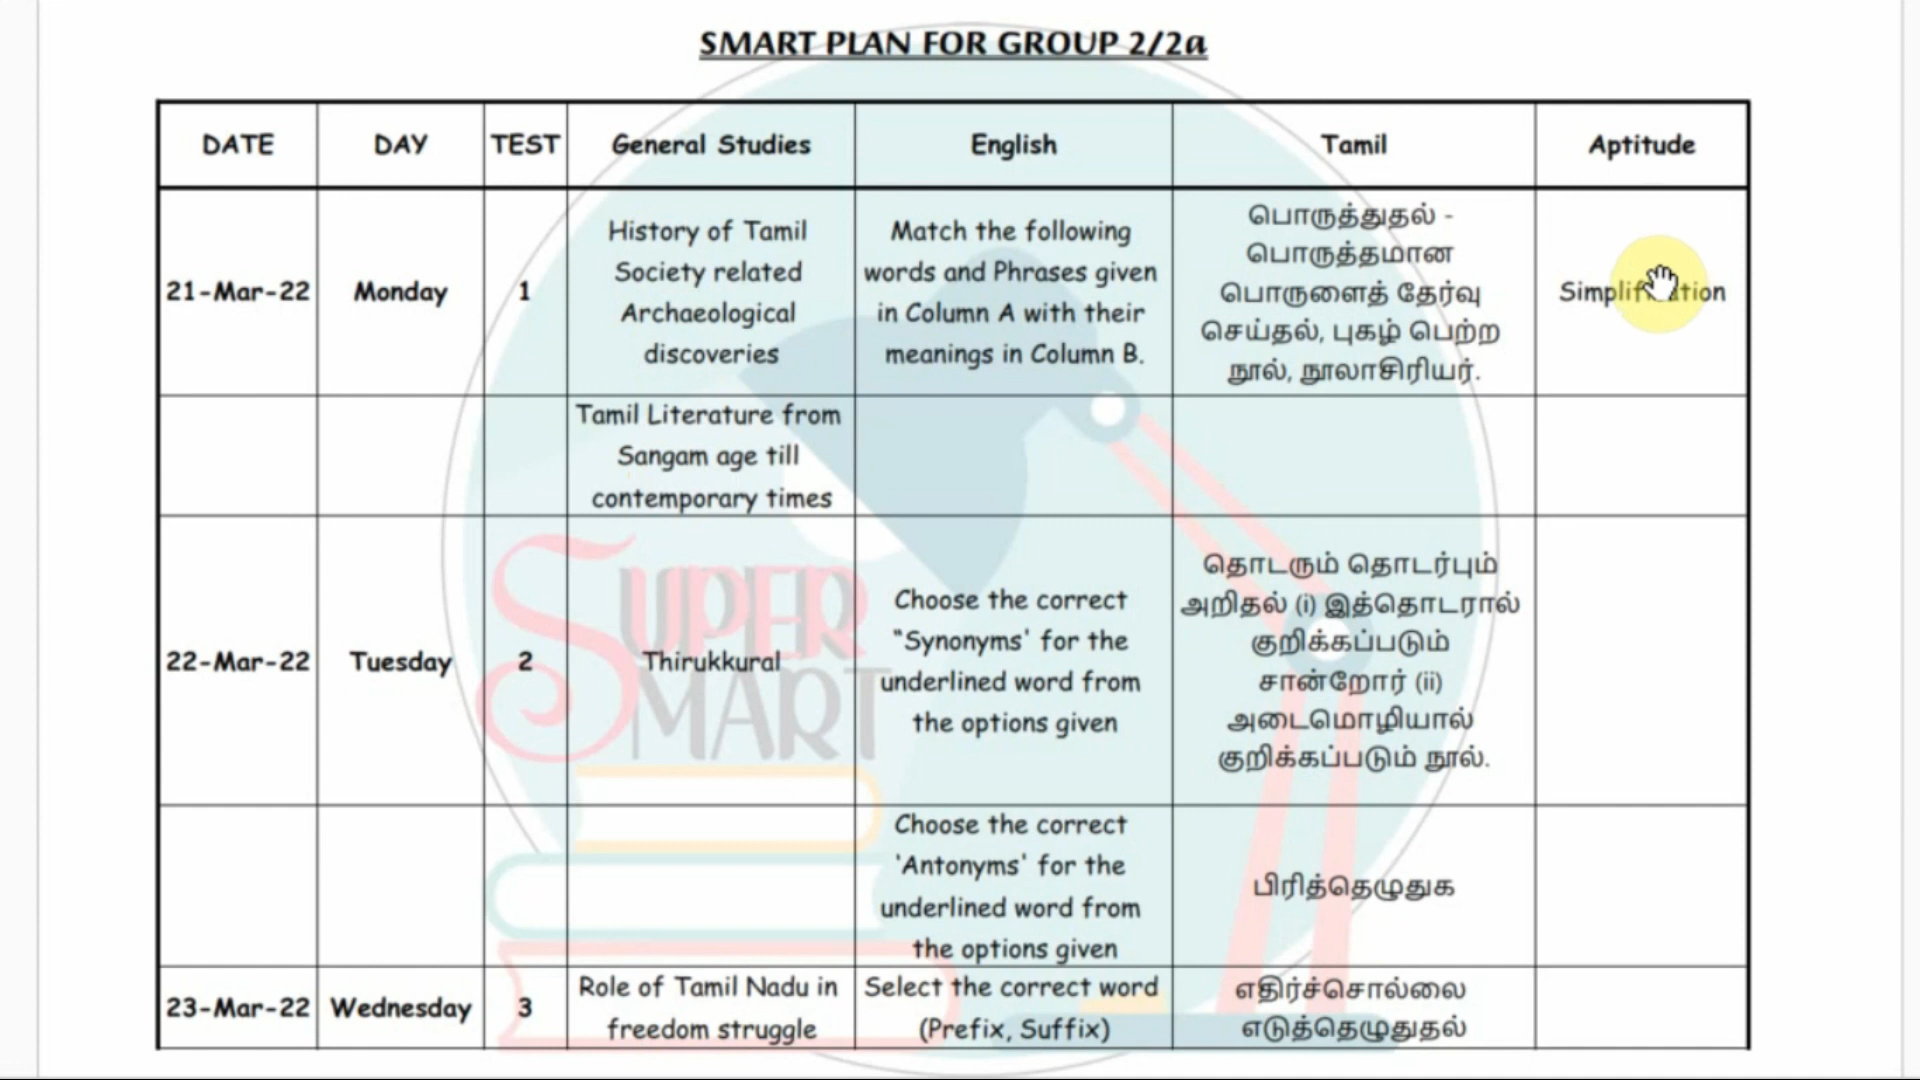 SMART PLAN FOR GROUP 2/2a
DATE DAY TEST General Studies English Tamil Aptitude
21-Mar-22
Monday
1
History of Tamil
Society related
Archaeological
discoveries
Match the following
words and Phrases given
in Column A with their
meanings in Column B.
பொருத்துதல் -
பொருத்தமான
பொருளைத் தேர்வு
செய்தல், புகழ் பெற்ற
நூல், நூலாசிரியர்.
Simplification
Tamil Literature from
Sangam age till
contemporary times
22-Mar-22
Tuesday
2
Thirukkural
Choose the correct
"Synonyms' for the
underlined word from
the options given
தொடரும் தொடர்பும்
அறிதல் (i) இத்தொடரால்
குறிக்கப்படும்
சான்றோர் (ii)
அடைமொழியால்
குறிக்கப்படும் நூல்.
Choose the correct
'Antonyms' for the
underlined word from
the options given
பிரித்தெழுதுக
23-Mar-22
Wednesday
3
Role of Tamil Nadu in
freedom struggle
Select the correct word
(Prefix, Suffix)
எதிர்ச்சொல்லை
எடுத்தெழுதுதல்
SUPER
SMART